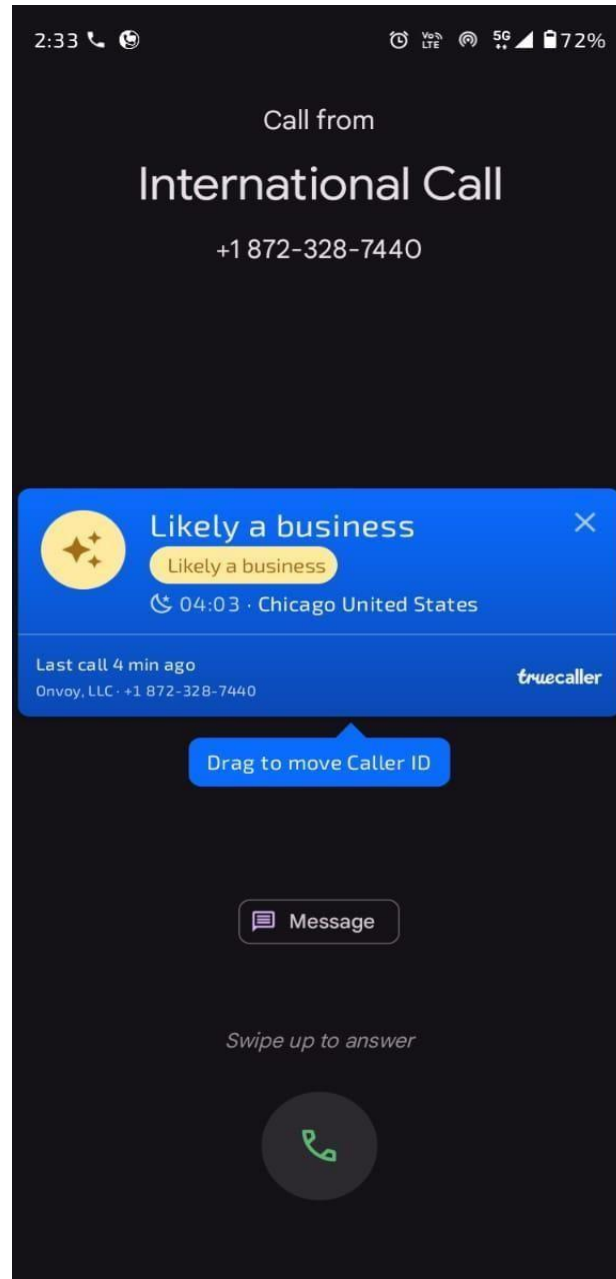 2:33 VoLTE 5G 72%
Call from
International Call
+1 872-328-7440
Likely a business
Likely a business
04:03 · Chicago United States
Last call 4 min ago
Onvoy, LLC · +1 872-328-7440
truecaller
Drag to move Caller ID
Message
Swipe up to answer